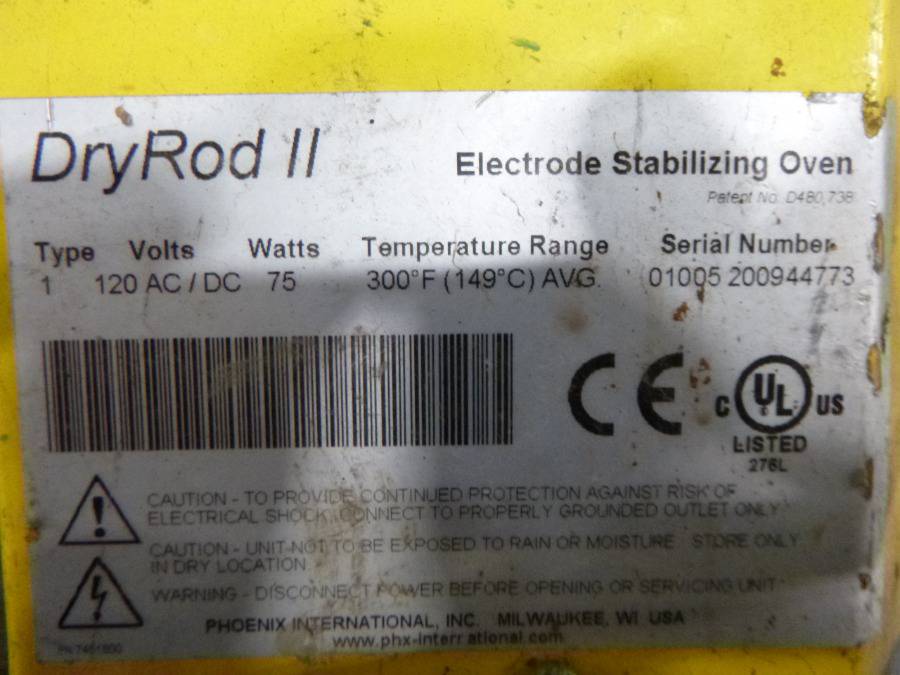 DryRod II
Electrode Stabilizing Oven
Patent No. D480,738
Type Volts Watts Temperature Range Serial Number
1 120 AC / DC 75 300°F (149°C) AVG. 01005 200944773
CE
C UL US
LISTED
276L
CAUTION - TO PROVIDE CONTINUED PROTECTION AGAINST RISK OF
ELECTRICAL SHOCK, CONNECT TO PROPERLY GROUNDED OUTLET ONLY
CAUTION - UNIT NOT TO BE EXPOSED TO RAIN OR MOISTURE STORE ONLY
IN DRY LOCATION
WARNING - DISCONNECT POWER BEFORE OPENING OR SERVICING UNIT
PHOENIX INTERNATIONAL, INC. MILWAUKEE, WI USA
www.phx-international.com